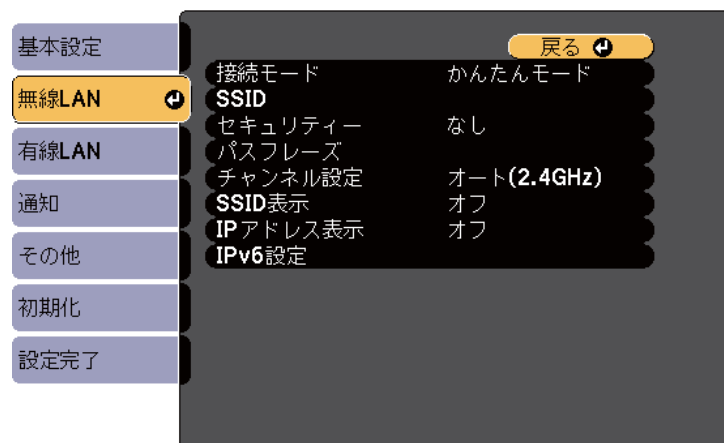 基本設定
無線LAN
有線LAN
通知
その他
初期化
設定完了
戻る
接続モード かんたんモード
SSID
セキュリティー なし
パスフレーズ
チャンネル設定 オート(2.4GHz)
SSID表示 オフ
IPアドレス表示 オフ
IPv6設定